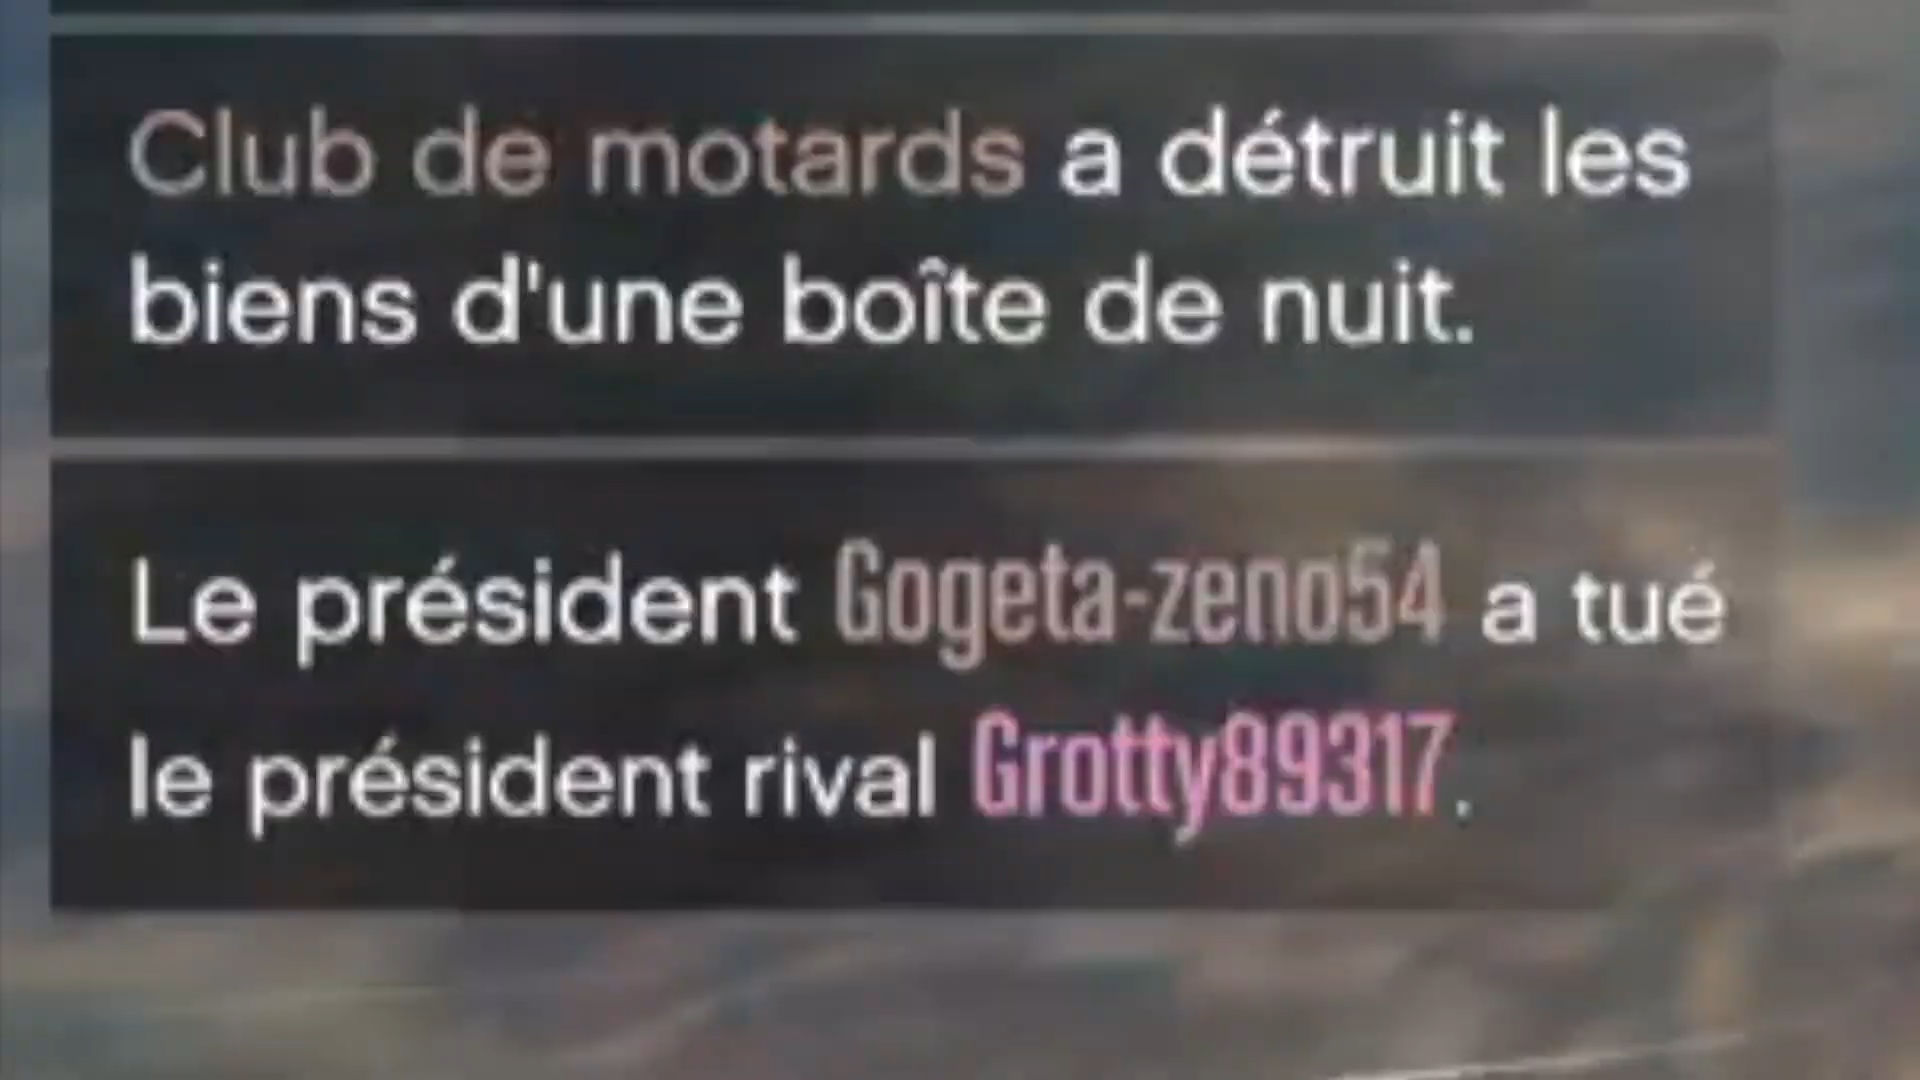 Club de motards a détruit les
biens d'une boîte de nuit.
Le président Gogeta-zeno54 a tué
le président rival Grotty89317.